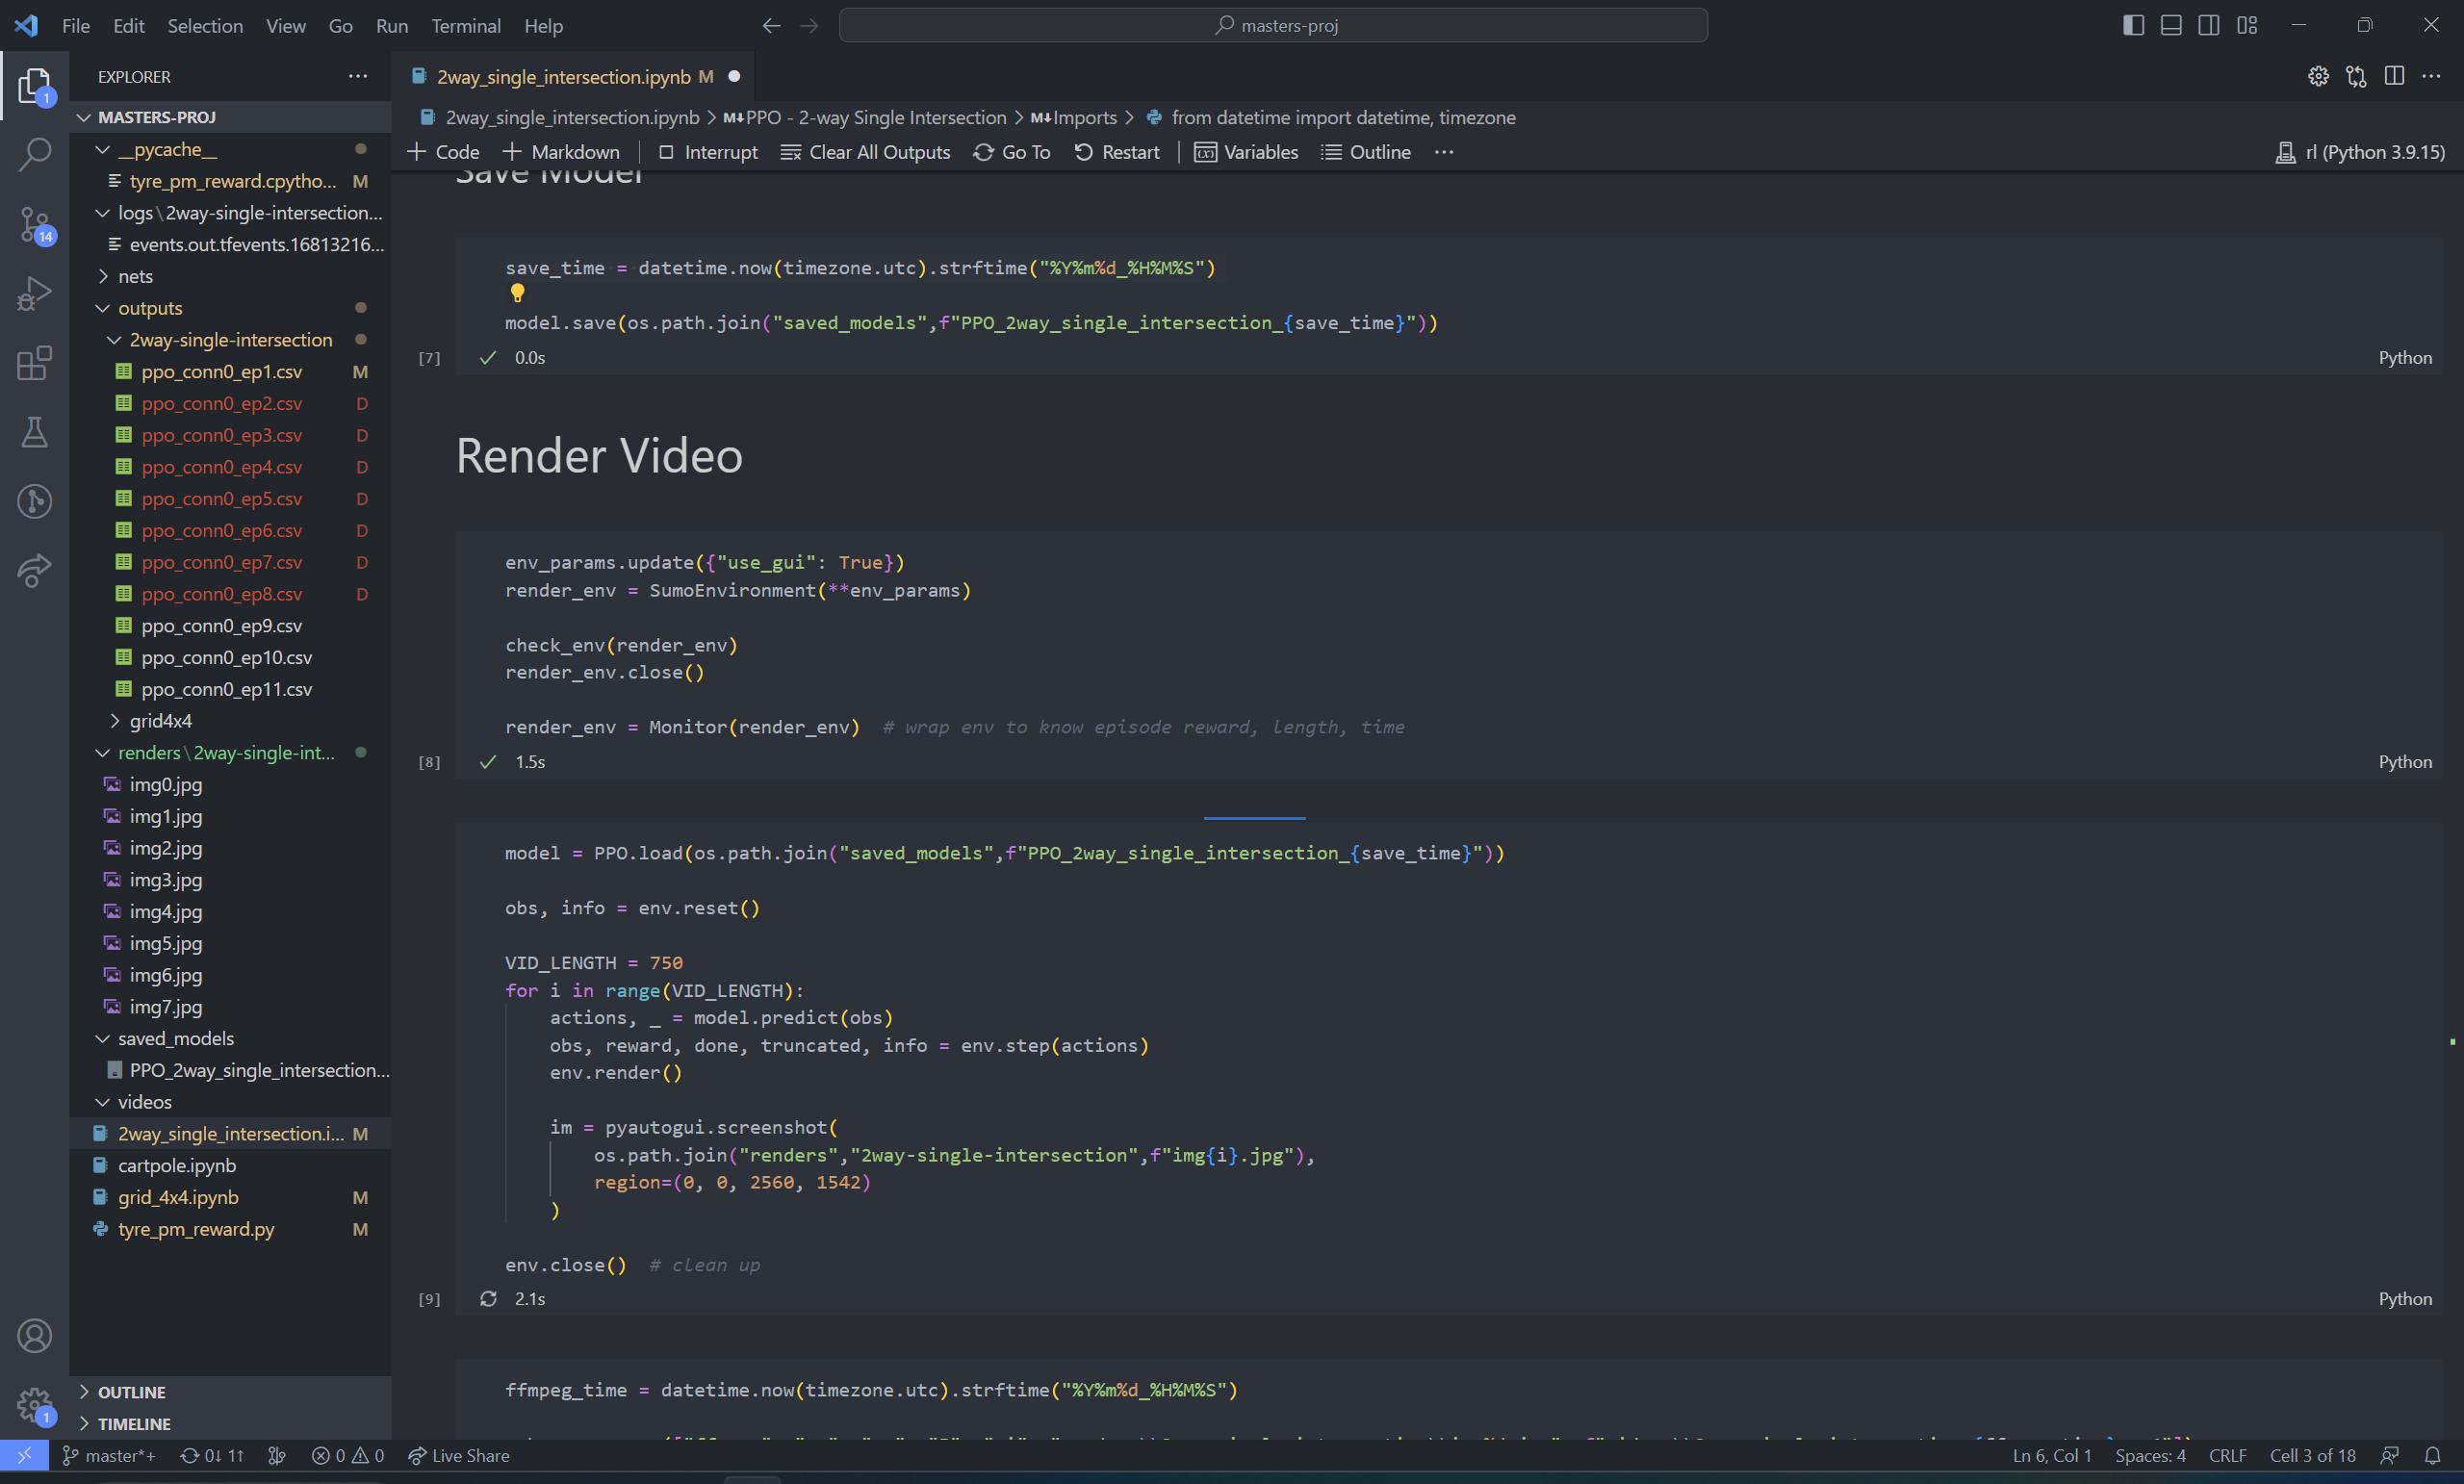 File Edit Selection View Go Run Terminal Help
masters-proj
EXPLORER
MASTERS-PROJ
__pycache__
tyre_pm_reward.cpytho... M
logs\2way-single-intersection...
events.out.tfevents.16813216...
nets
outputs
2way-single-intersection
ppo_conn0_ep1.csv M
ppo_conn0_ep2.csv D
ppo_conn0_ep3.csv D
ppo_conn0_ep4.csv D
ppo_conn0_ep5.csv D
ppo_conn0_ep6.csv D
ppo_conn0_ep7.csv D
ppo_conn0_ep8.csv D
ppo_conn0_ep9.csv
ppo_conn0_ep10.csv
ppo_conn0_ep11.csv
grid4x4
renders\2way-single-int...
img0.jpg
img1.jpg
img2.jpg
img3.jpg
img4.jpg
img5.jpg
img6.jpg
img7.jpg
saved_models
PPO_2way_single_intersection...
videos
2way_single_intersection.i... M
cartpole.ipynb
grid_4x4.ipynb M
tyre_pm_reward.py M
OUTLINE
TIMELINE
1
14
1
2way_single_intersection.ipynb M
2way_single_intersection.ipynb > M↓PPO - 2-way Single Intersection > M↓Imports > from datetime import datetime, timezone
+ Code + Markdown Interrupt Clear All Outputs Go To Restart Variables Outline ...
rl (Python 3.9.15)
Save Model
save_time = datetime.now(timezone.utc).strftime("%Y%m%d_%H%M%S")
model.save(os.path.join("saved_models",f"PPO_2way_single_intersection_{save_time}"))
[7] 0.0s Python
Render Video
env_params.update({"use_gui": True})
render_env = SumoEnvironment(**env_params)
check_env(render_env)
render_env.close()
render_env = Monitor(render_env)  # wrap env to know episode reward, length, time
[8] 1.5s Python
model = PPO.load(os.path.join("saved_models",f"PPO_2way_single_intersection_{save_time}"))
obs, info = env.reset()
VID_LENGTH = 750
for i in range(VID_LENGTH):
    actions, _ = model.predict(obs)
    obs, reward, done, truncated, info = env.step(actions)
    env.render()
    im = pyautogui.screenshot(
        os.path.join("renders","2way-single-intersection",f"img{i}.jpg"),
        region=(0, 0, 2560, 1542)
    )
env.close()  # clean up
[9] 2.1s Python
ffmpeg_time = datetime.now(timezone.utc).strftime("%Y%m%d_%H%M%S")
master*+ 0↓ 1↑ 0 0 Live Share
Ln 6, Col 1 Spaces: 4 CRLF Cell 3 of 18